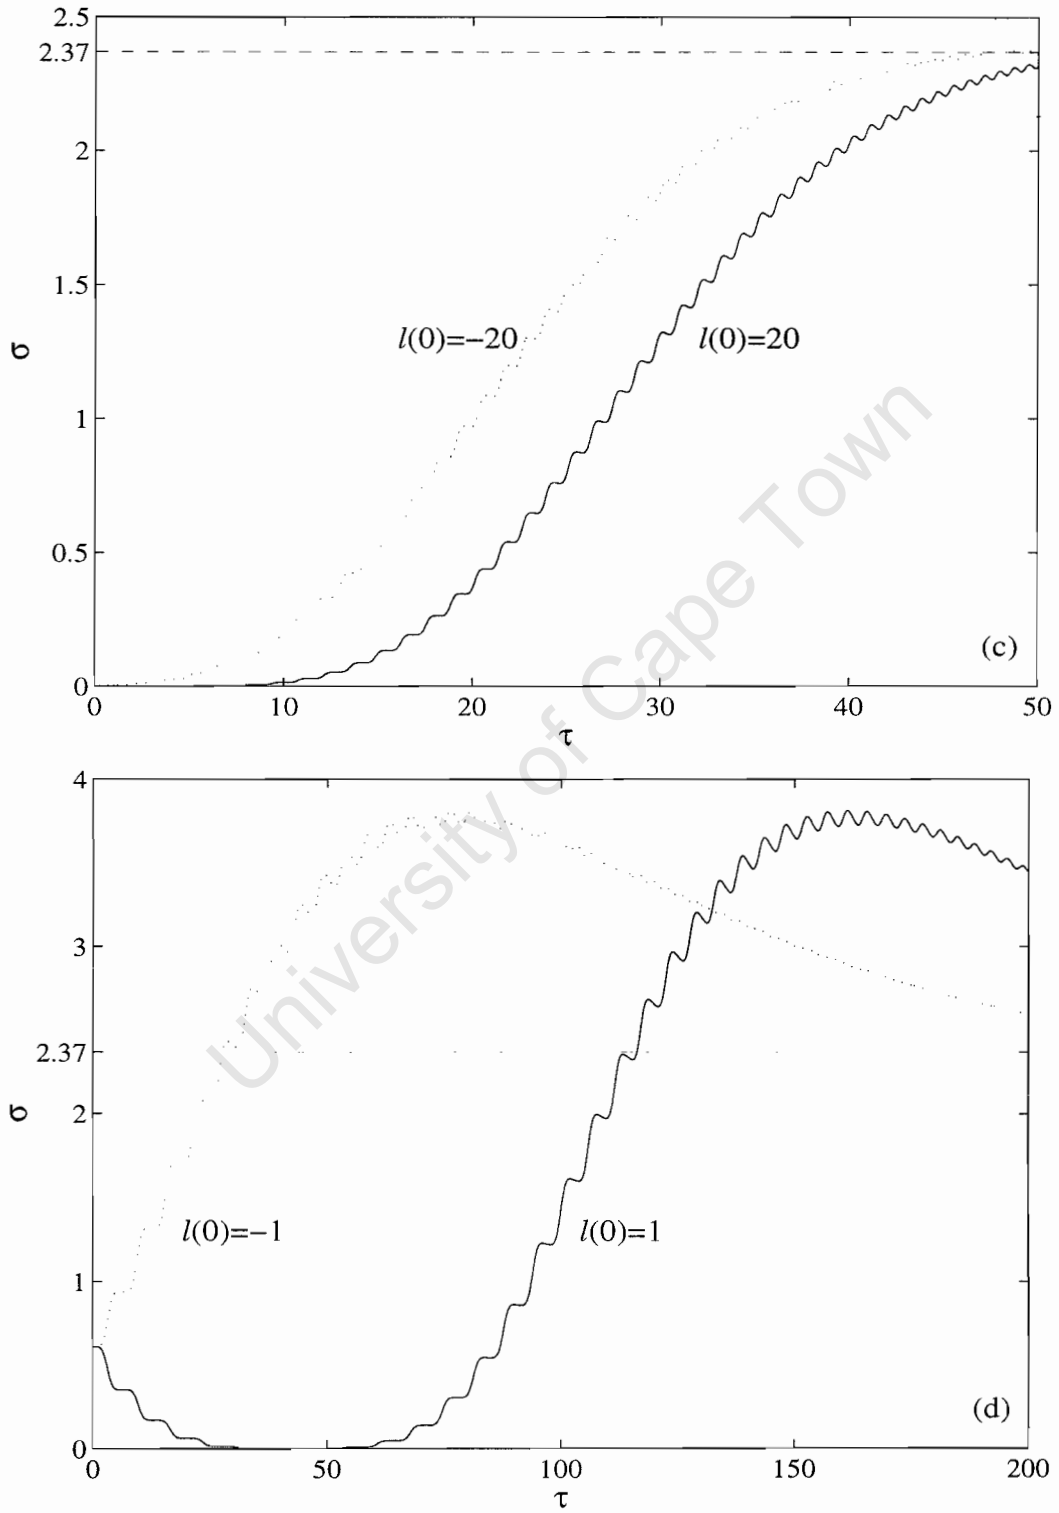 2.5
2.37
2
1.5
1
0.5
0
σ
l(0)=−20
l(0)=20
(c)
0 10 20 30 40 50
τ
4
3
2.37
2
1
0
σ
l(0)=−1
l(0)=1
(d)
0 50 100 150 200
τ
University of Cape Town